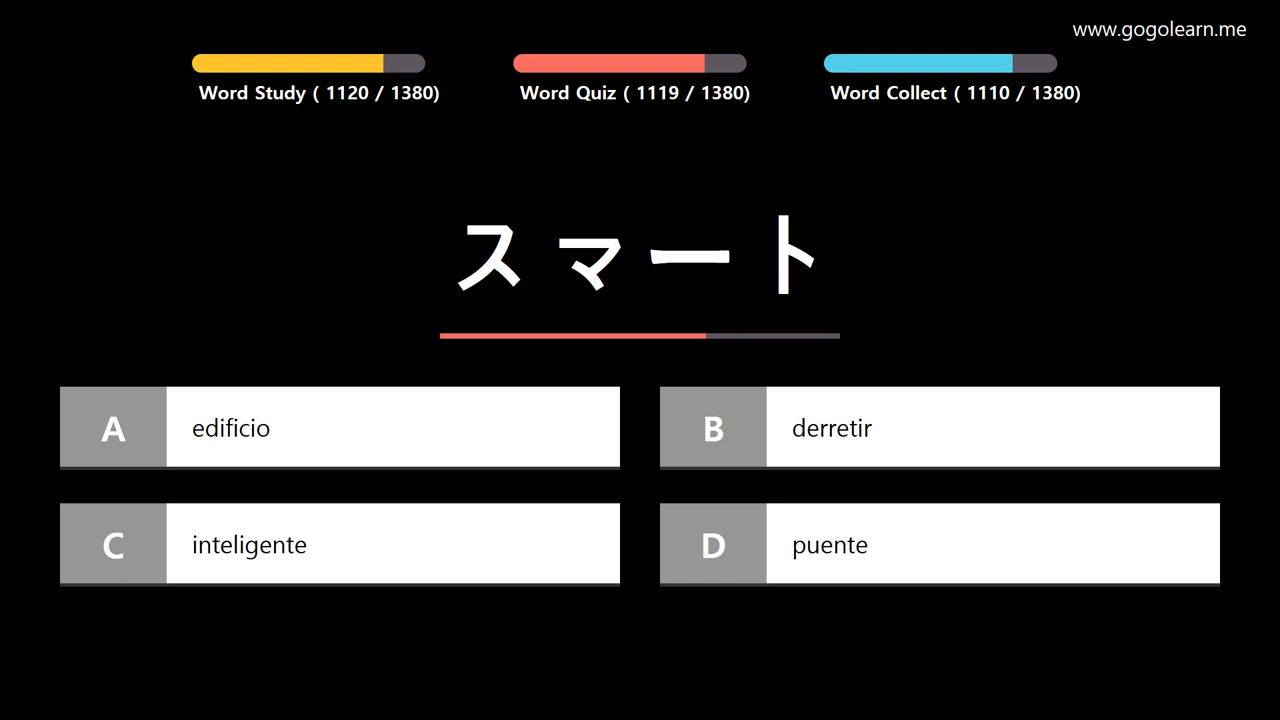 www.gogolearn.me
Word Study ( 1120 / 1380)
Word Quiz ( 1119 / 1380)
Word Collect ( 1110 / 1380)
スマート
A edificio
B derretir
C inteligente
D puente